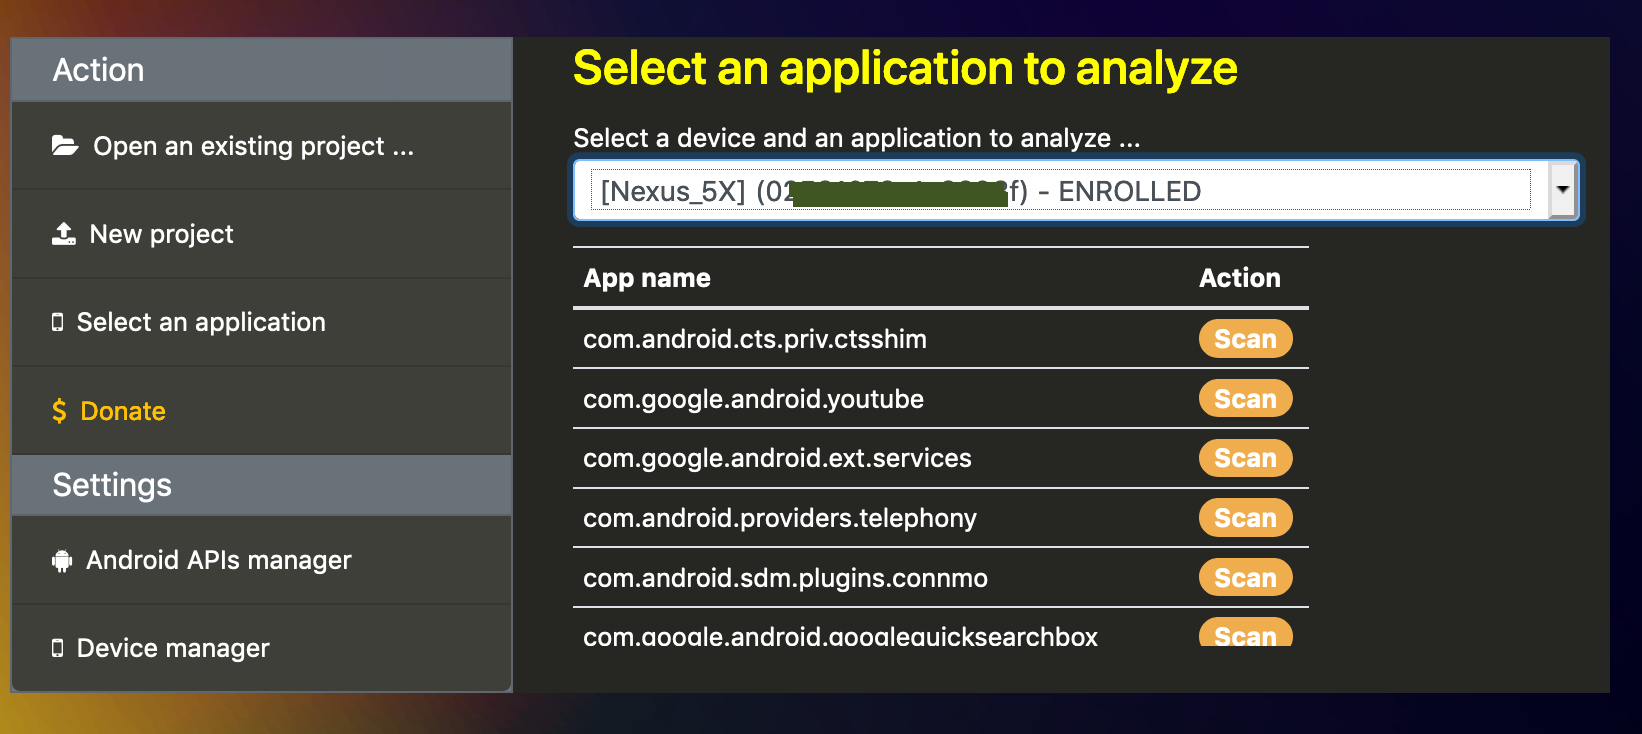 Action
Open an existing project ...
New project
Select an application
$ Donate
Settings
Android APIs manager
Device manager
Select an application to analyze
Select a device and an application to analyze ...
[Nexus_5X] (02 f) - ENROLLED
App name Action
com.android.cts.priv.ctsshim Scan
com.google.android.youtube Scan
com.google.android.ext.services Scan
com.android.providers.telephony Scan
com.android.sdm.plugins.connmo Scan
com.google.android.googlequicksearchbox Scan